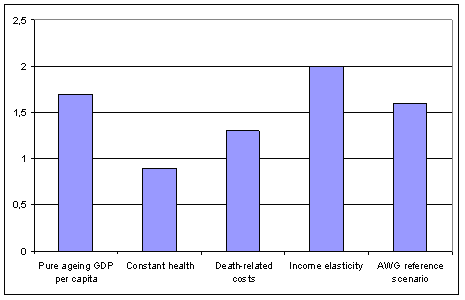 2,5
2
1,5
1
0,5
0
Pure ageing GDP
per capita
Constant health
Death-related
costs
Income elasticity
AWG reference
scenario